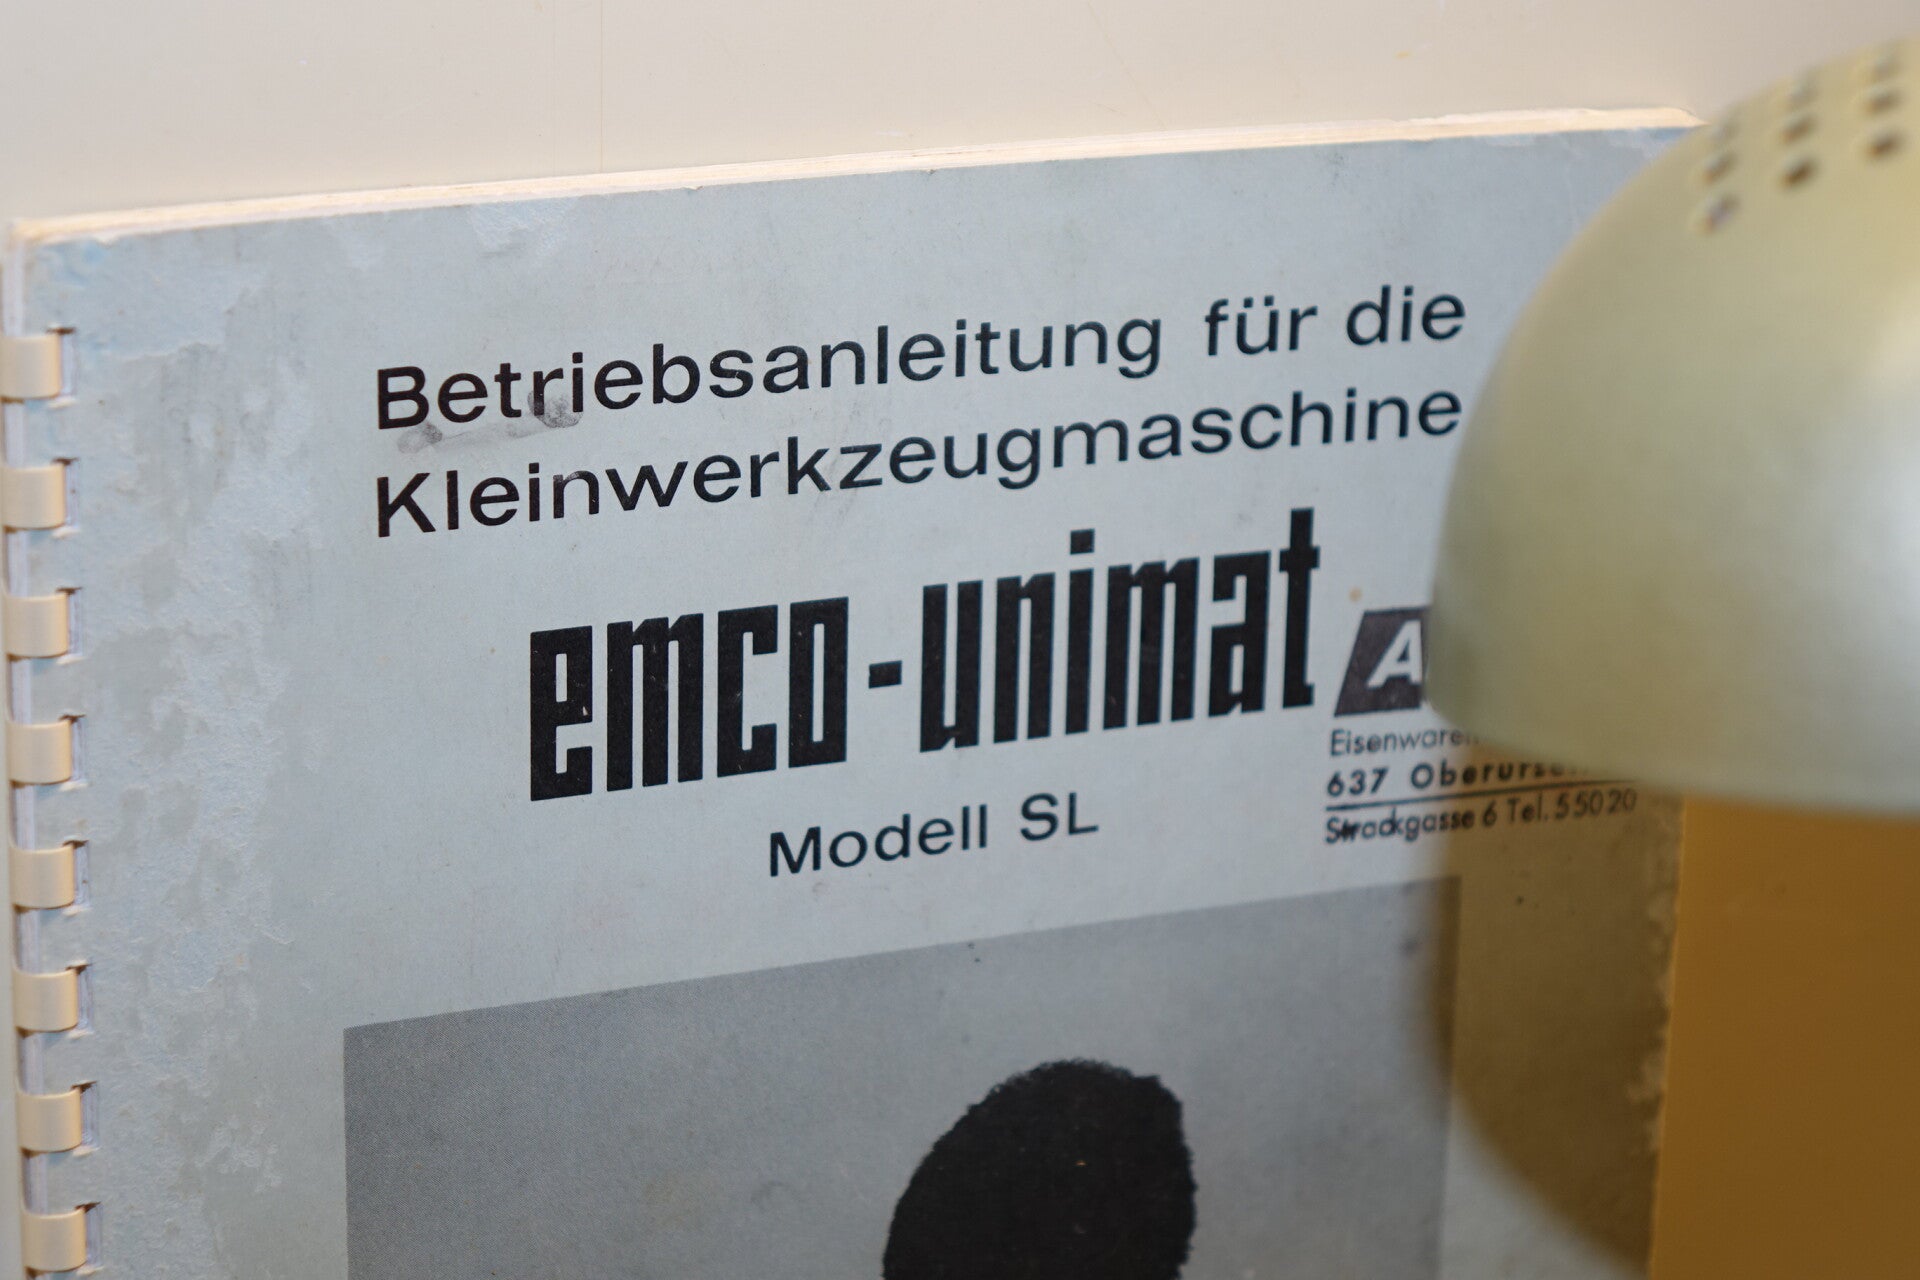 Betriebsanleitung für die
Kleinwerkzeugmaschine
emco-unimat
A
Modell SL
637
Strackgasse 6 Tel. 55020